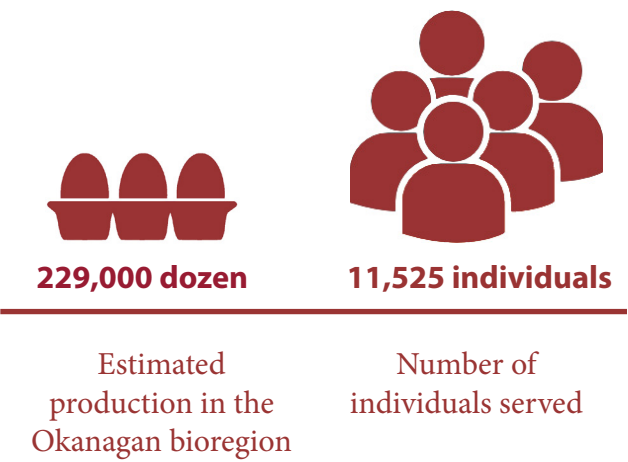 229,000 dozen
11,525 individuals
Estimated
production in the
Okanagan bioregion
Number of
individuals served